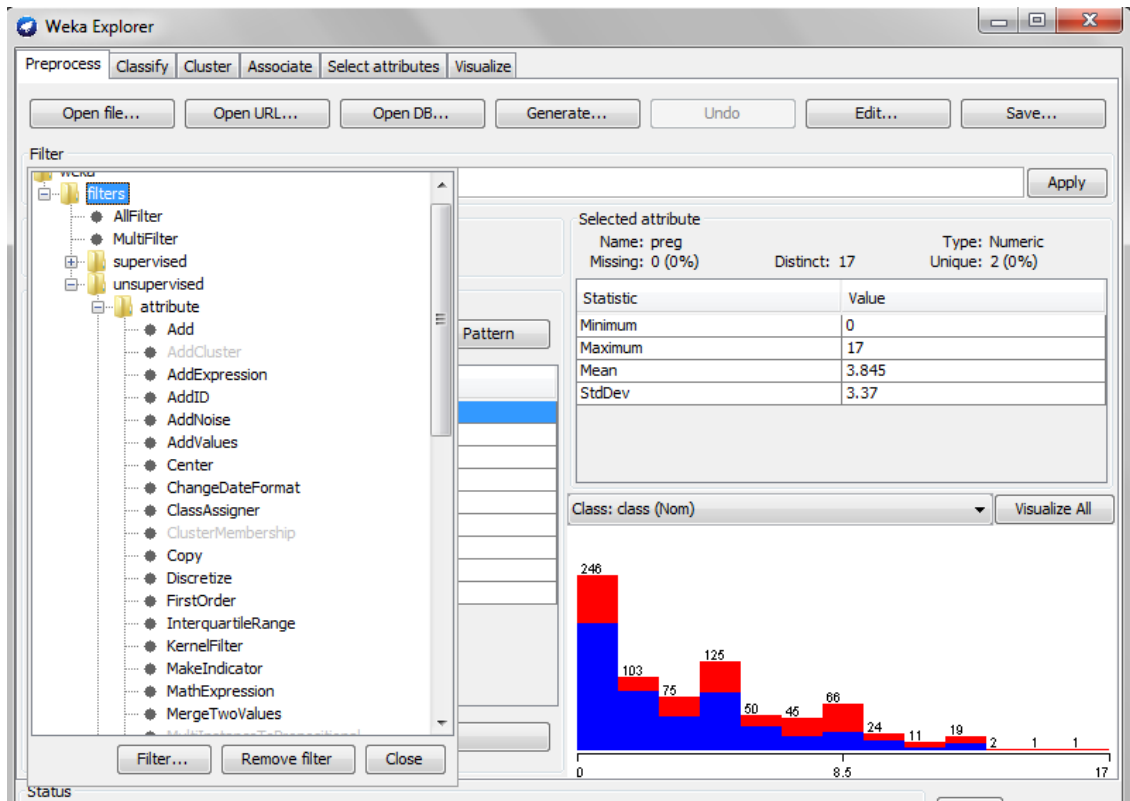 Weka Explorer
Preprocess Classify Cluster Associate Select attributes Visualize
Open file... Open URL... Open DB... Generate... Undo Edit... Save...
Filter
weka
filters
Apply
AllFilter
MultiFilter
supervised
unsupervised
attribute
Add
AddCluster
AddExpression
AddID
AddNoise
AddValues
Center
ChangeDateFormat
ClassAssigner
ClusterMembership
Copy
Discretize
FirstOrder
InterquartileRange
KernelFilter
MakeIndicator
MathExpression
MergeTwoValues
MultiInstanceToPropositional
Filter... Remove filter Close
Pattern
Selected attribute
Name: preg Type: Numeric
Missing: 0 (0%) Distinct: 17 Unique: 2 (0%)
Statistic Value
Minimum 0
Maximum 17
Mean 3.845
StdDev 3.37
Class: class (Nom) Visualize All
246
103
75
125
50
45
66
24
11
19
2
1
1
0 8.5 17
Status